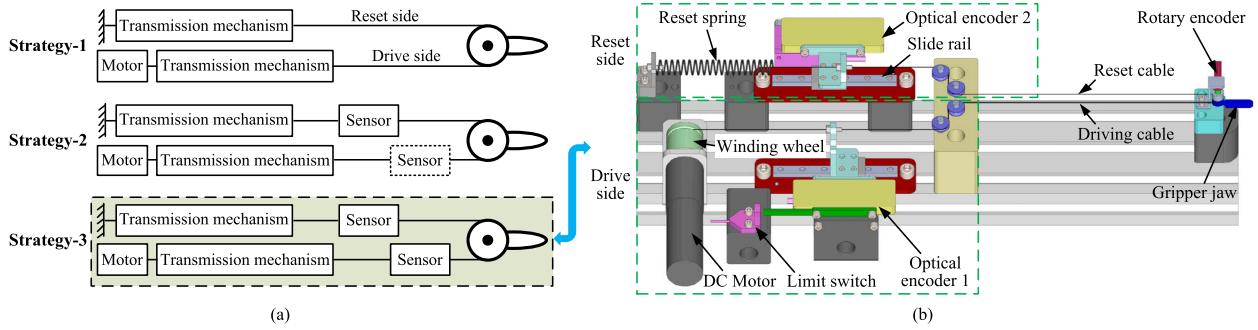 Strategy-1
Transmission mechanism
Reset side
Motor
Transmission mechanism
Drive side
Strategy-2
Transmission mechanism
Sensor
Motor
Transmission mechanism
Sensor
Strategy-3
Transmission mechanism
Sensor
Motor
Transmission mechanism
Sensor
(a)
Reset
side
Reset spring
Optical encoder 2
Slide rail
Rotary encoder
Reset cable
Driving cable
Winding wheel
Gripper jaw
Drive
side
DC Motor
Limit switch
Optical
encoder 1
(b)